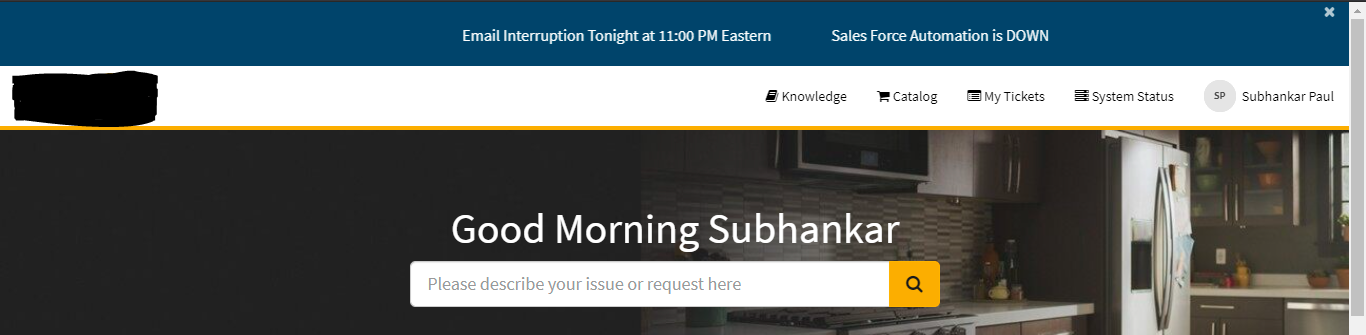 Email Interruption Tonight at 11:00 PM Eastern Sales Force Automation is DOWN
Knowledge Catalog My Tickets System Status SP Subhankar Paul
Good Morning Subhankar
Please describe your issue or request here